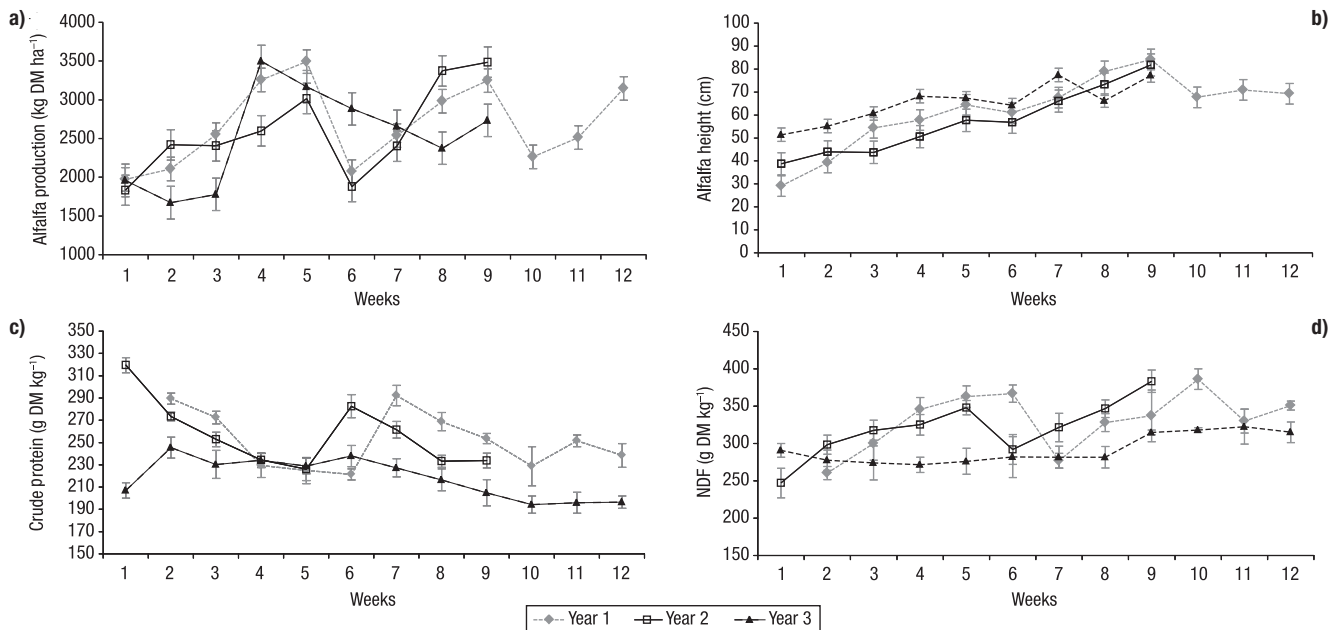 a)
Alfalfa production (kg DM ha⁻¹)
4000
3500
3000
2500
2000
1500
1000
1 2 3 4 5 6 7 8 9 10 11 12
Weeks
b)
Alfalfa height (cm)
100
90
80
70
60
50
40
30
20
10
0
1 2 3 4 5 6 7 8 9 10 11 12
Weeks
c)
Crude protein (g DM kg⁻¹)
350
330
310
290
270
250
230
210
190
170
150
1 2 3 4 5 6 7 8 9 10 11 12
Weeks
d)
NDF (g DM kg⁻¹)
450
400
350
300
250
200
150
1 2 3 4 5 6 7 8 9 10 11 12
Weeks
Year 1 Year 2 Year 3